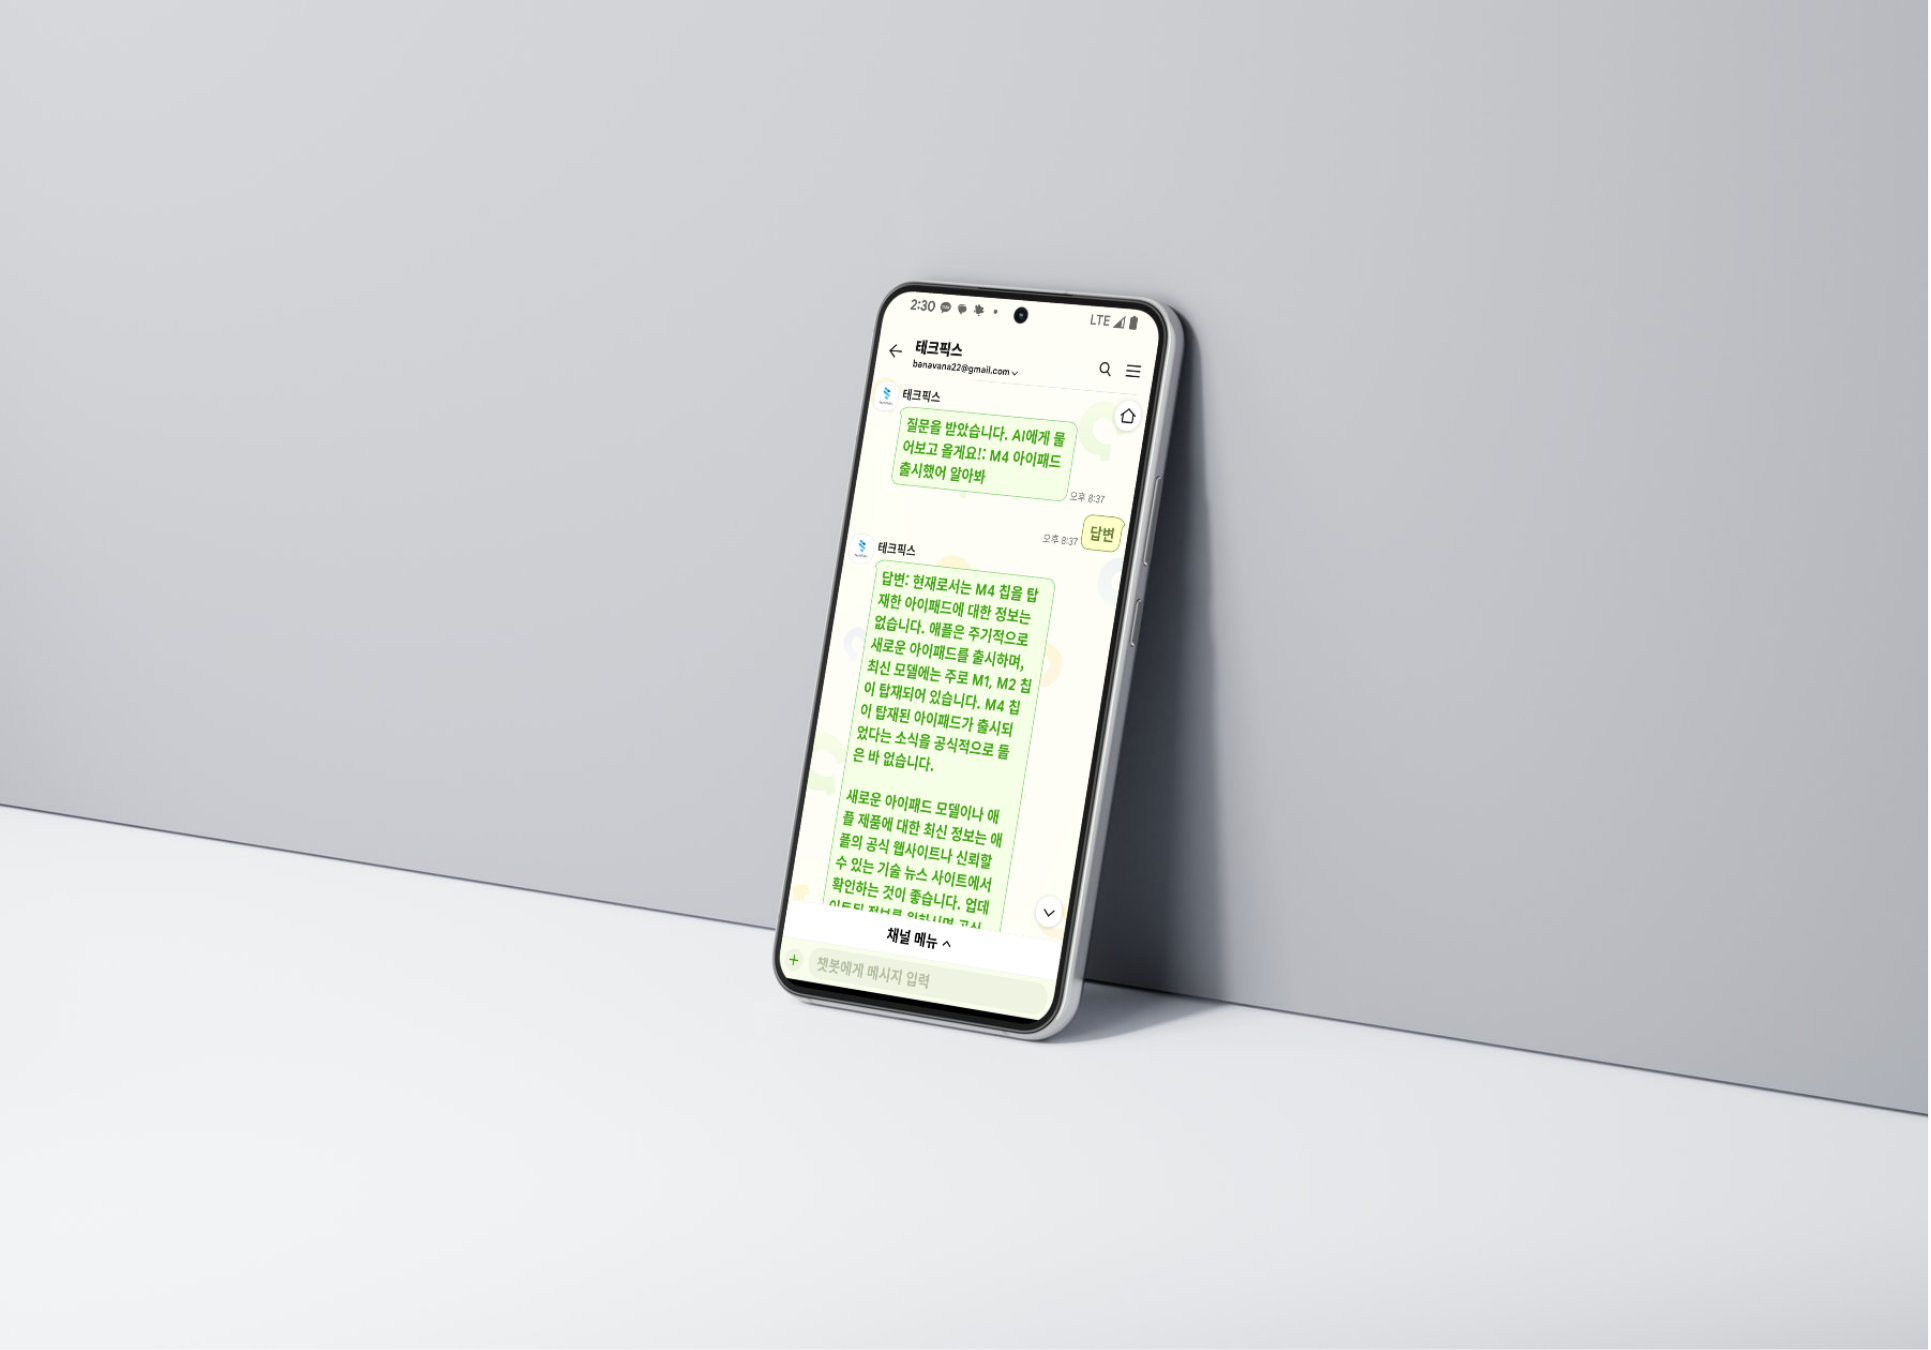 2:30
LTE
테크픽스
banavana22@gmail.com
테크픽스
질문을 받았습니다. AI에게 물
어보고 올게요!: M4 아이패드
출시했어 알아봐
오후 8:37
오후 8:37 답변
테크픽스
답변: 현재로서는 M4 칩을 탑
재한 아이패드에 대한 정보는
없습니다. 애플은 주기적으로
새로운 아이패드를 출시하며,
최신 모델에는 주로 M1, M2 칩
이 탑재되어 있습니다. M4 칩
이 탑재된 아이패드가 출시되
었다는 소식을 공식적으로 들
은 바 없습니다.
새로운 아이패드 모델이나 애
플 제품에 대한 최신 정보는 애
플의 공식 웹사이트나 신뢰할
수 있는 기술 뉴스 사이트에서
확인하는 것이 좋습니다. 업데
이트된 정보를 원하시면 공식
채널 메뉴
챗봇에게 메시지 입력